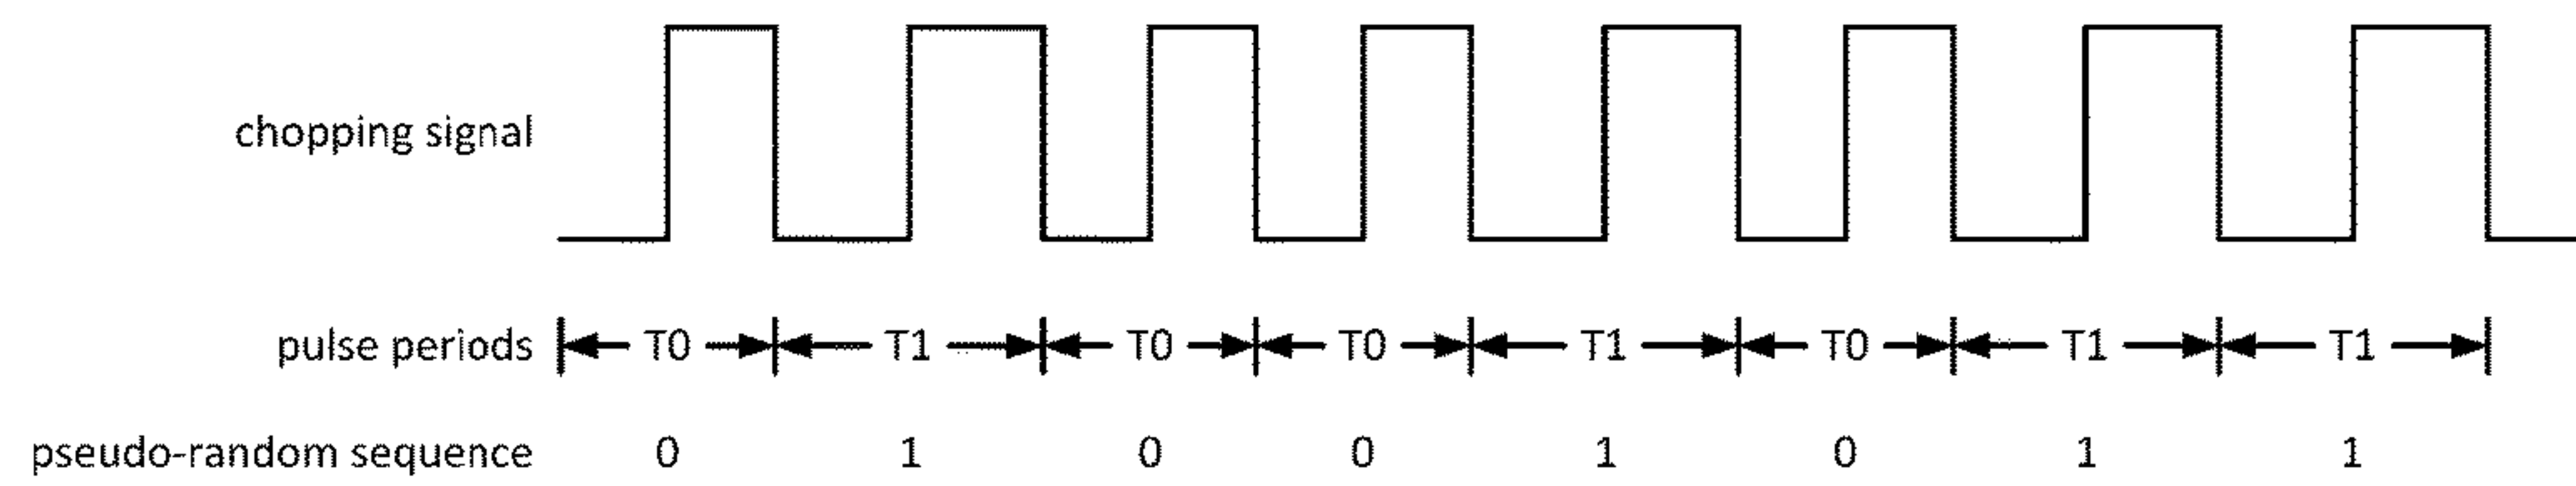 chopping signal
pulse periods T0 T1 T0 T0 T1 T0 T1 T1
pseudo-random sequence 0 1 0 0 1 0 1 1